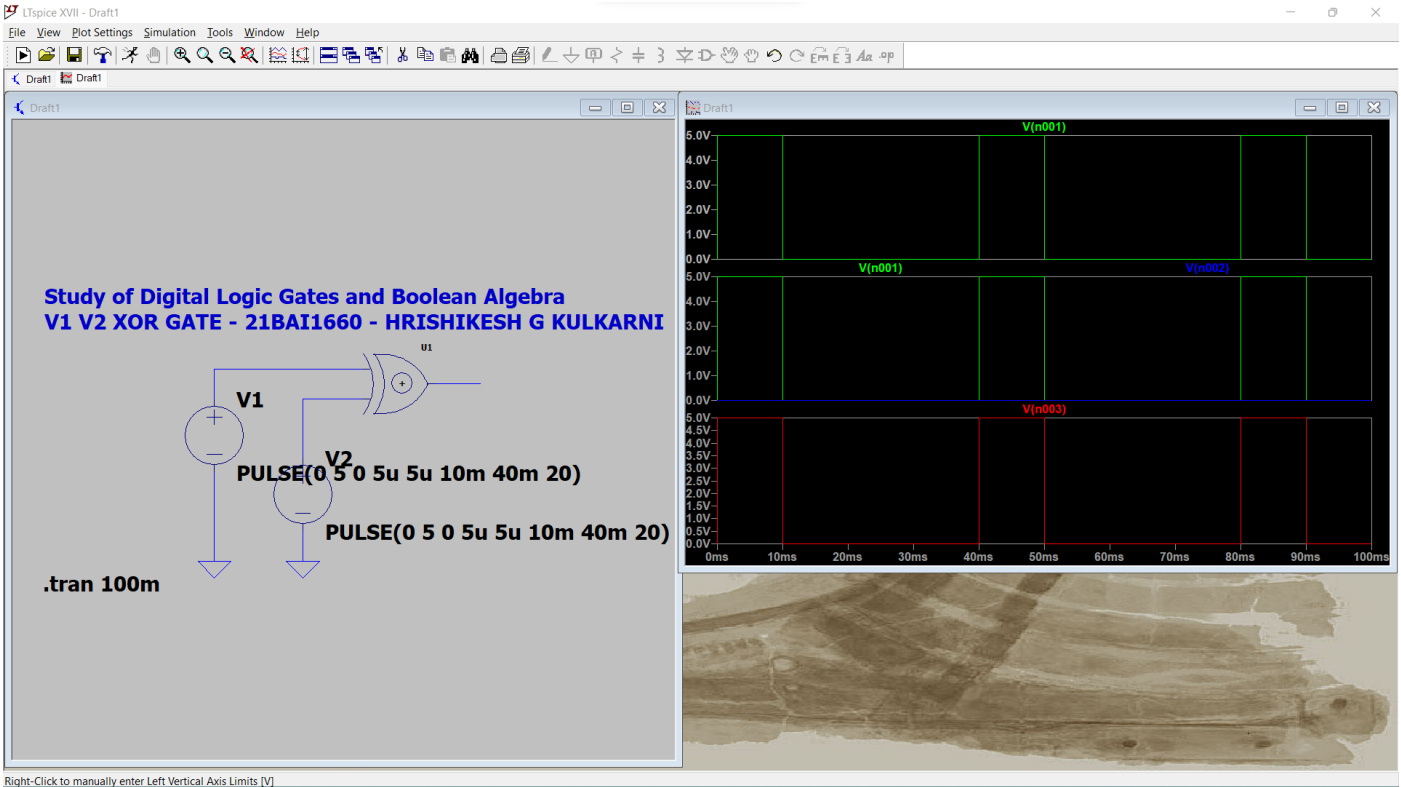 LTspice XVII - Draft1
File View Plot Settings Simulation Tools Window Help
Draft1 Draft1
Draft1
Study of Digital Logic Gates and Boolean Algebra
V1 V2 XOR GATE - 21BAI1660 - HRISHIKESH G KULKARNI
U1
V1
V2
PULSE(0 5 0 5u 5u 10m 40m 20)
PULSE(0 5 0 5u 5u 10m 40m 20)
.tran 100m
Draft1
V(n001)
5.0V
4.0V
3.0V
2.0V
1.0V
0.0V
V(n001) V(n002)
5.0V
4.0V
3.0V
2.0V
1.0V
0.0V
V(n003)
5.0V
4.5V
4.0V
3.5V
3.0V
2.5V
2.0V
1.5V
1.0V
0.5V
0.0V
0ms 10ms 20ms 30ms 40ms 50ms 60ms 70ms 80ms 90ms 100ms
Right-Click to manually enter Left Vertical Axis Limits [V]